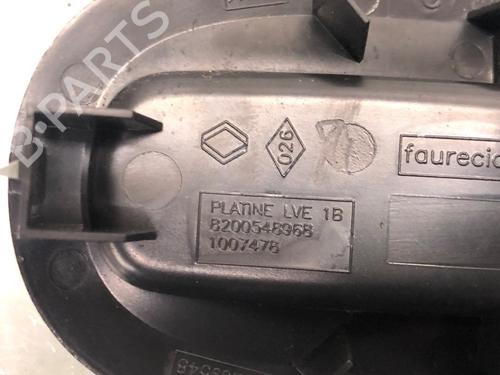 B-PARTS
026
faurecia
PLATINE LVE 1B
8200548968
1007478